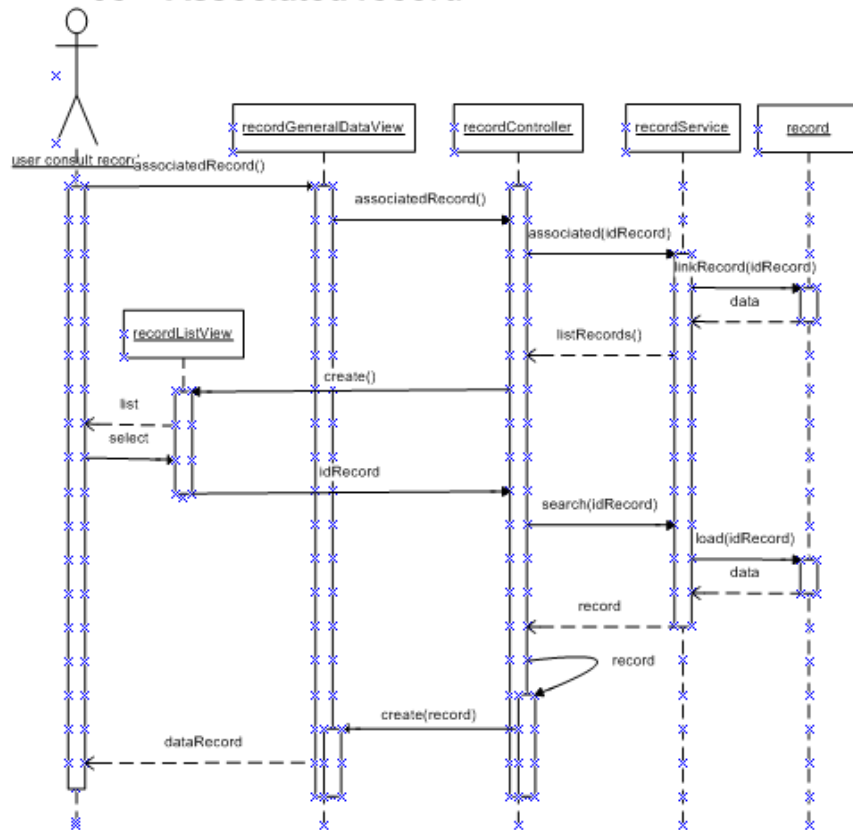 recordGeneralDataView
recordController
recordService
record
user consult record
associatedRecord()
associatedRecord()
associated(idRecord)
linkRecord(idRecord)
data
listRecords()
recordListView
create()
list
select
idRecord
search(idRecord)
load(idRecord)
data
record
record
create(record)
dataRecord